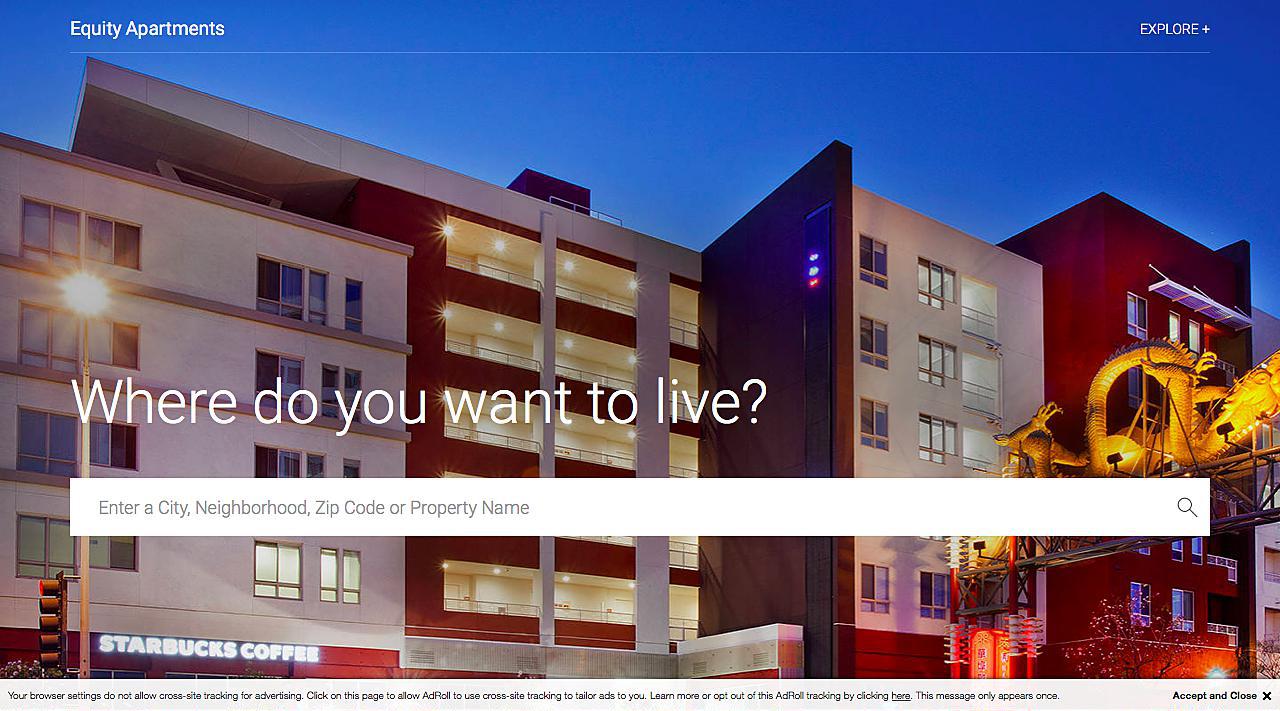 Equity Apartments
EXPLORE +
Where do you want to live?
Enter a City, Neighborhood, Zip Code or Property Name
STARBUCKS COFFEE
Your browser settings do not allow cross-site tracking for advertising. Click on this page to allow AdRoll to use cross-site tracking to tailor ads to you. Learn more or opt out of this AdRoll tracking by clicking here. This message only appears once.
Accept and Close ✕